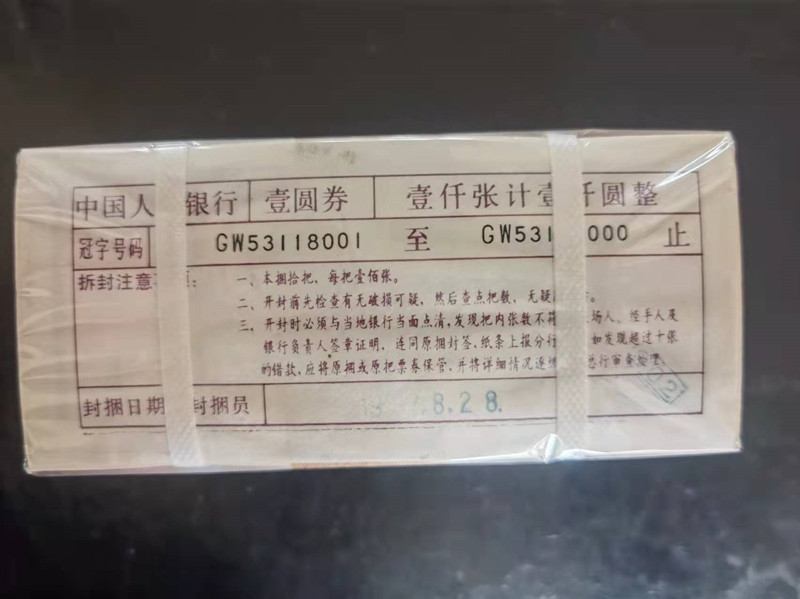 中国人 银行 壹圆券 壹仟张计壹 仟圆整
冠字号码 GW53118001 至 GW531 000 止
拆封注意 : 一、本捆拾把，每把壹佰张。
二、开封前先检查有无破损可疑，然后查点把数，无疑 。
三、开封时必须与当地银行当面点清，发现把内张数不符 场人、经手人及
银行负责人签章证明，连同原捆封签、纸条上报分行 如发现超过十张
的错款，应将原捆或原把票券保管，并将详细情况逐 总行审查处理。
封捆日期 封捆员 8.28.